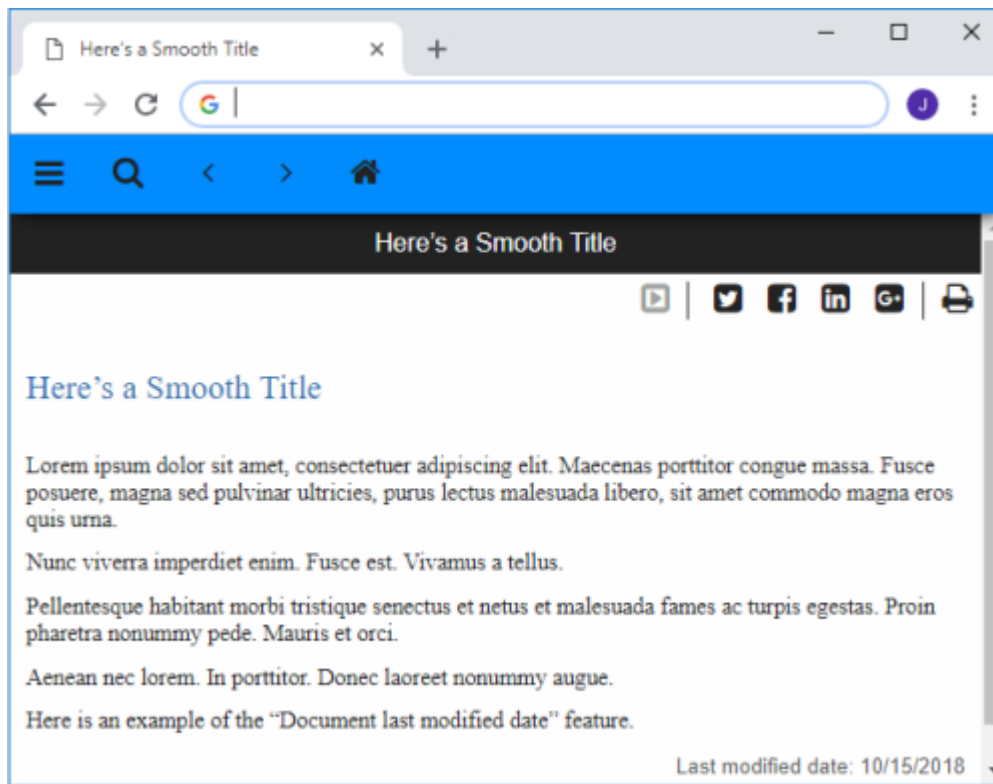 Here's a Smooth Title
G
J
Here’s a Smooth Title
in
G+
Here’s a Smooth Title
Lorem ipsum dolor sit amet, consectetuer adipiscing elit. Maecenas porttitor congue massa. Fusce
posuere, magna sed pulvinar ultricies, purus lectus malesuada libero, sit amet commodo magna eros
quis urna.
Nunc viverra imperdiet enim. Fusce est. Vivamus a tellus.
Pellentesque habitant morbi tristique senectus et netus et malesuada fames ac turpis egestas. Proin
pharetra nonummy pede. Mauris et orci.
Aenean nec lorem. In porttitor. Donec laoreet nonummy augue.
Here is an example of the “Document last modified date” feature.
Last modified date: 10/15/2018